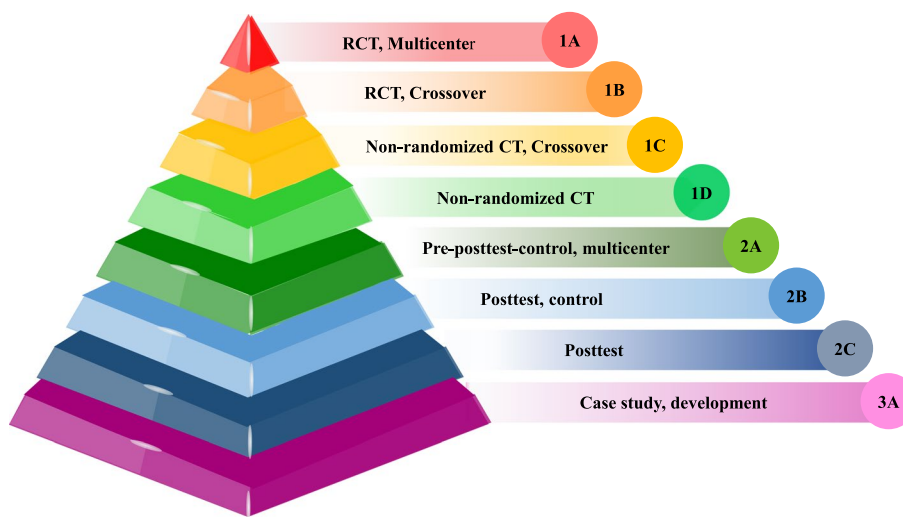 RCT, Multicenter 1A
RCT, Crossover 1B
Non-randomized CT, Crossover 1C
Non-randomized CT 1D
Pre-posttest-control, multicenter 2A
Posttest, control 2B
Posttest 2C
Case study, development 3A